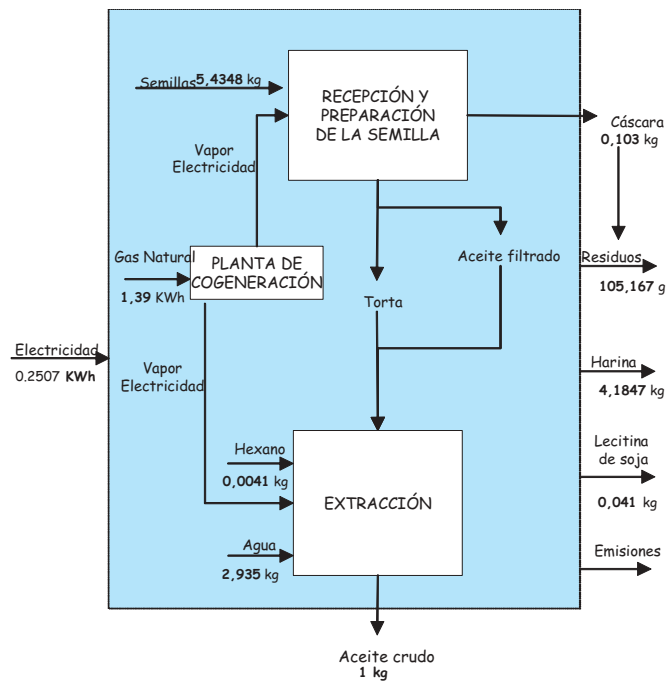 Semillas 5,4348 kg
RECEPCIÓN Y
PREPARACIÓN
DE LA SEMILLA
Cáscara
0,103 kg
Vapor
Electricidad
Gas Natural
1,39 KWh
PLANTA DE
COGENERACIÓN
Aceite filtrado
Residuos
105,167 g
Torta
Electricidad
0.2507 KWh
Vapor
Electricidad
Harina
4,1847 kg
Hexano
0,0041 kg
EXTRACCIÓN
Lecitina
de soja
0,041 kg
Agua
2,935 kg
Emisiones
Aceite crudo
1 kg